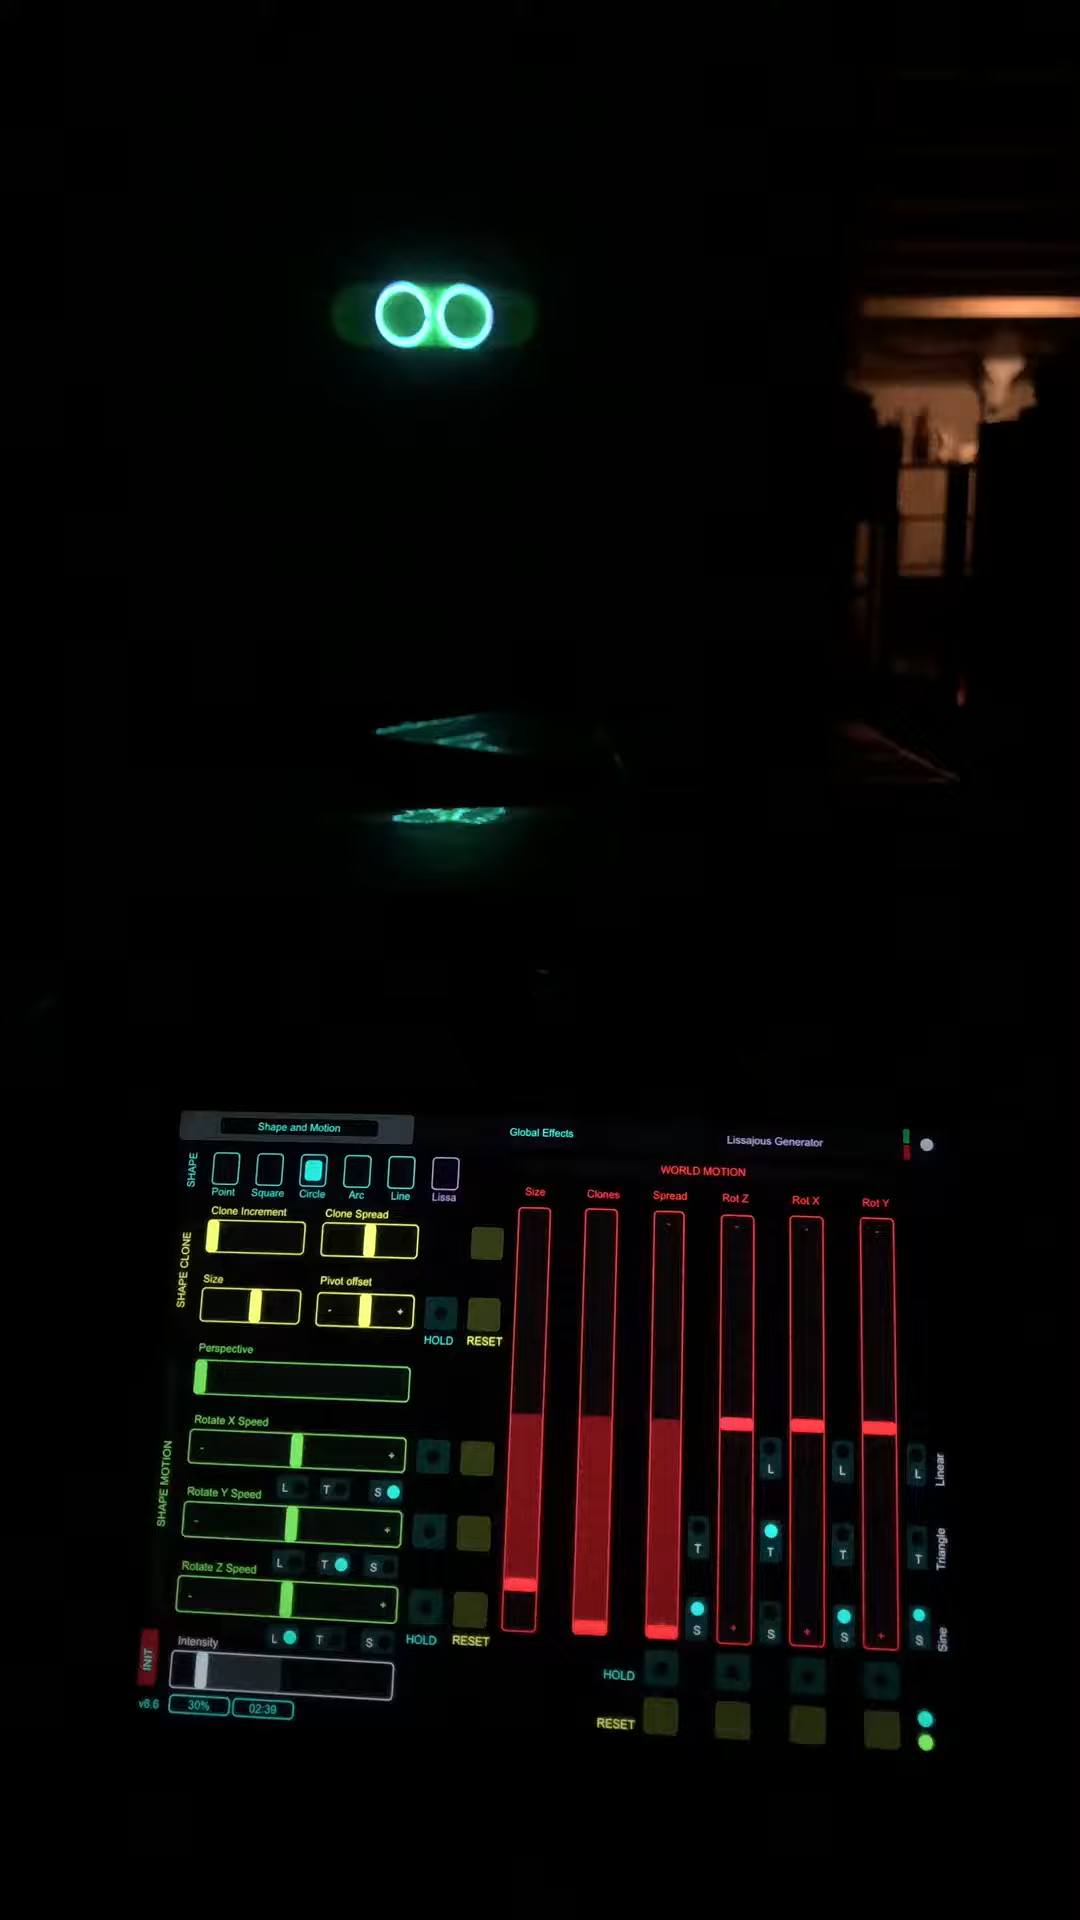 Shape and Motion
Global Effects
Lissajous Generator
SHAPE
Point Square Circle Arc Line Lissa
WORLD MOTION
Size Clones Spread Rot Z Rot X Rot Y
SHAPE CLONE
Clone Increment Clone Spread
Size Pivot offset
- +
HOLD RESET
Perspective
SHAPE MOTION
Rotate X Speed
- +
L T S
Rotate Y Speed
- +
L T S
Rotate Z Speed
- +
L T S
HOLD RESET
L L L Linear
T T T T Triangle
S S S S Sine
- - - - -
+ + +
INIT
Intensity
v6.6 30% 02:39
HOLD
RESET